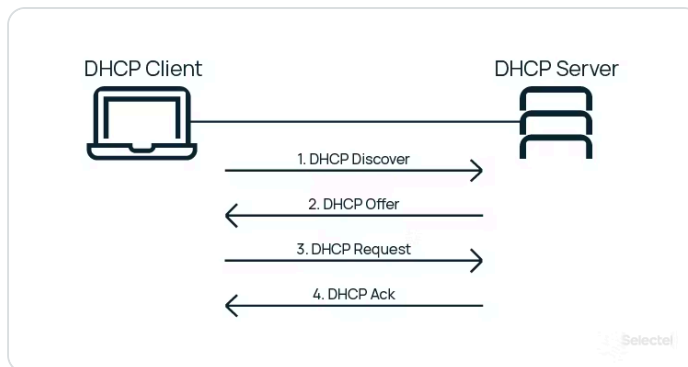 DHCP Client
DHCP Server
1. DHCP Discover
2. DHCP Offer
3. DHCP Request
4. DHCP Ack
Selectel